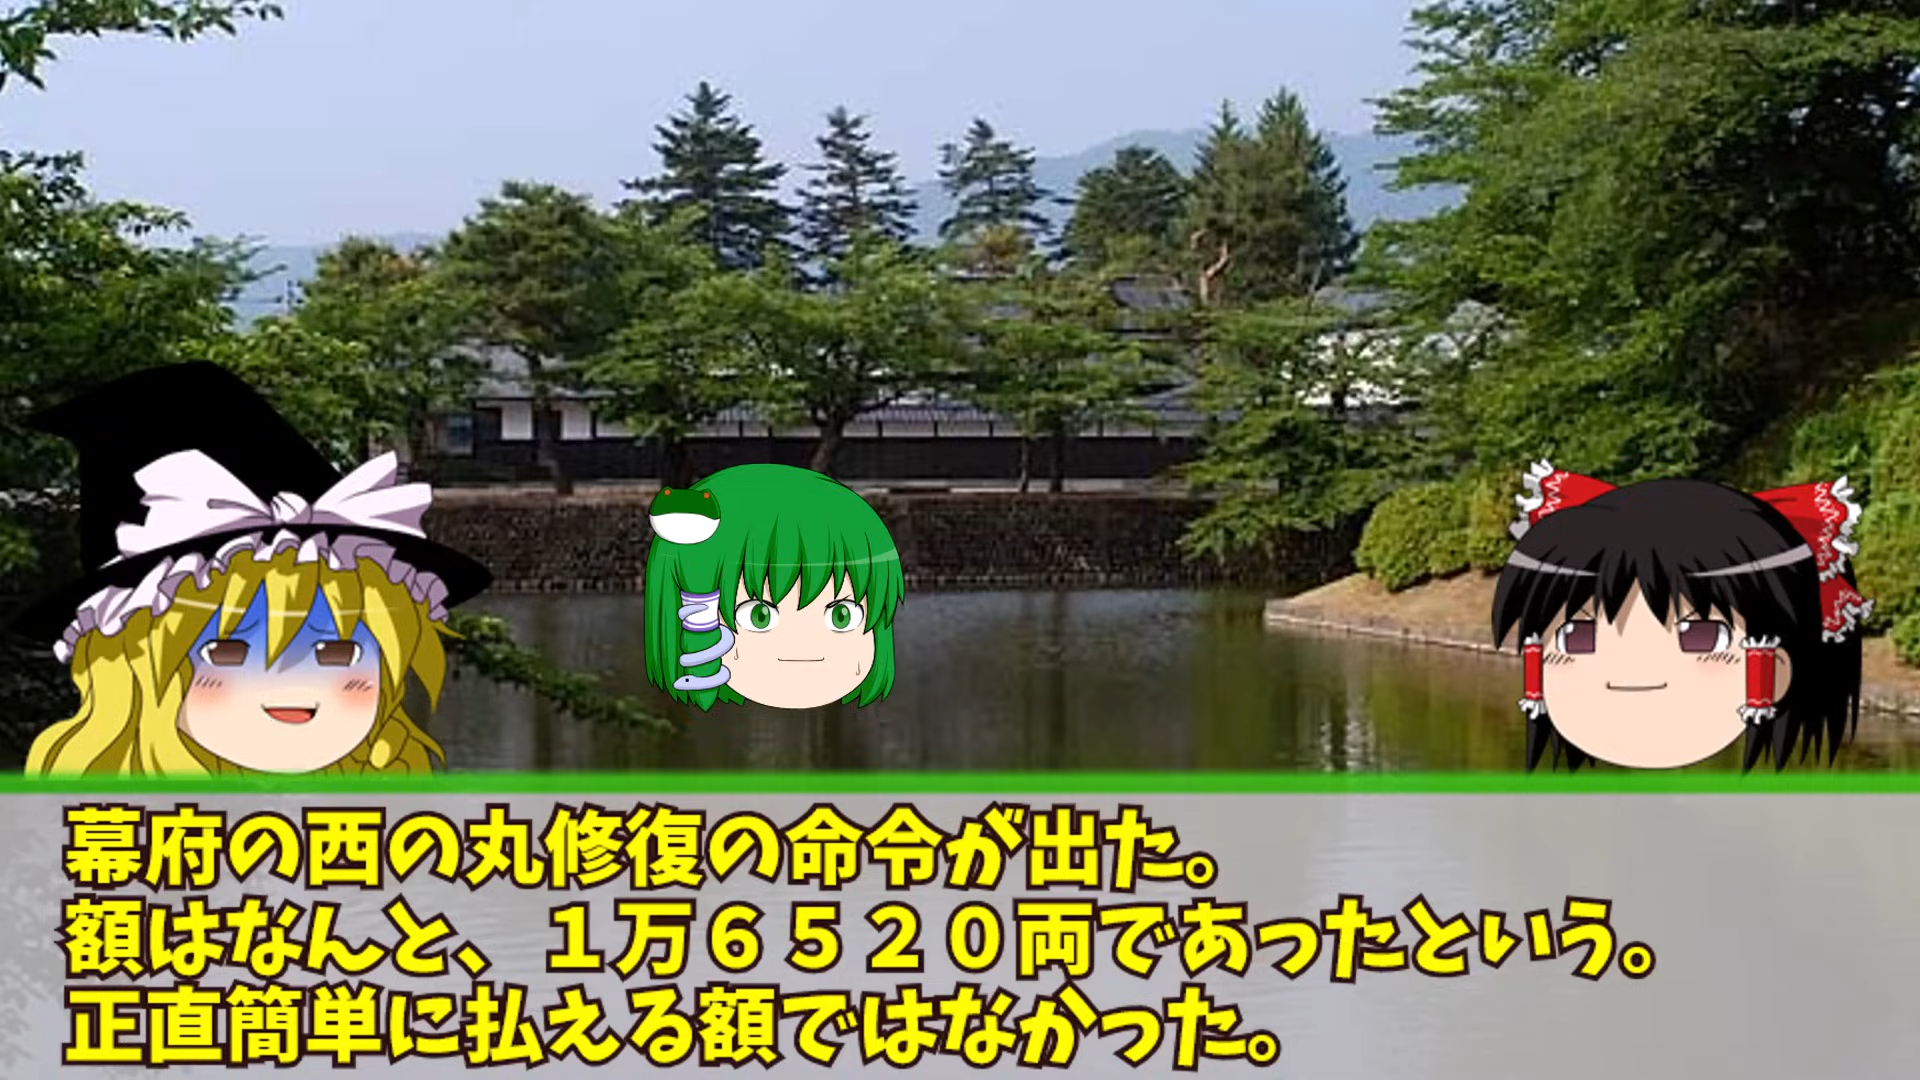 幕府の西の丸修復の命令が出た。
額はなんと、１万６５２０両であったという。
正直簡単に払える額ではなかった。